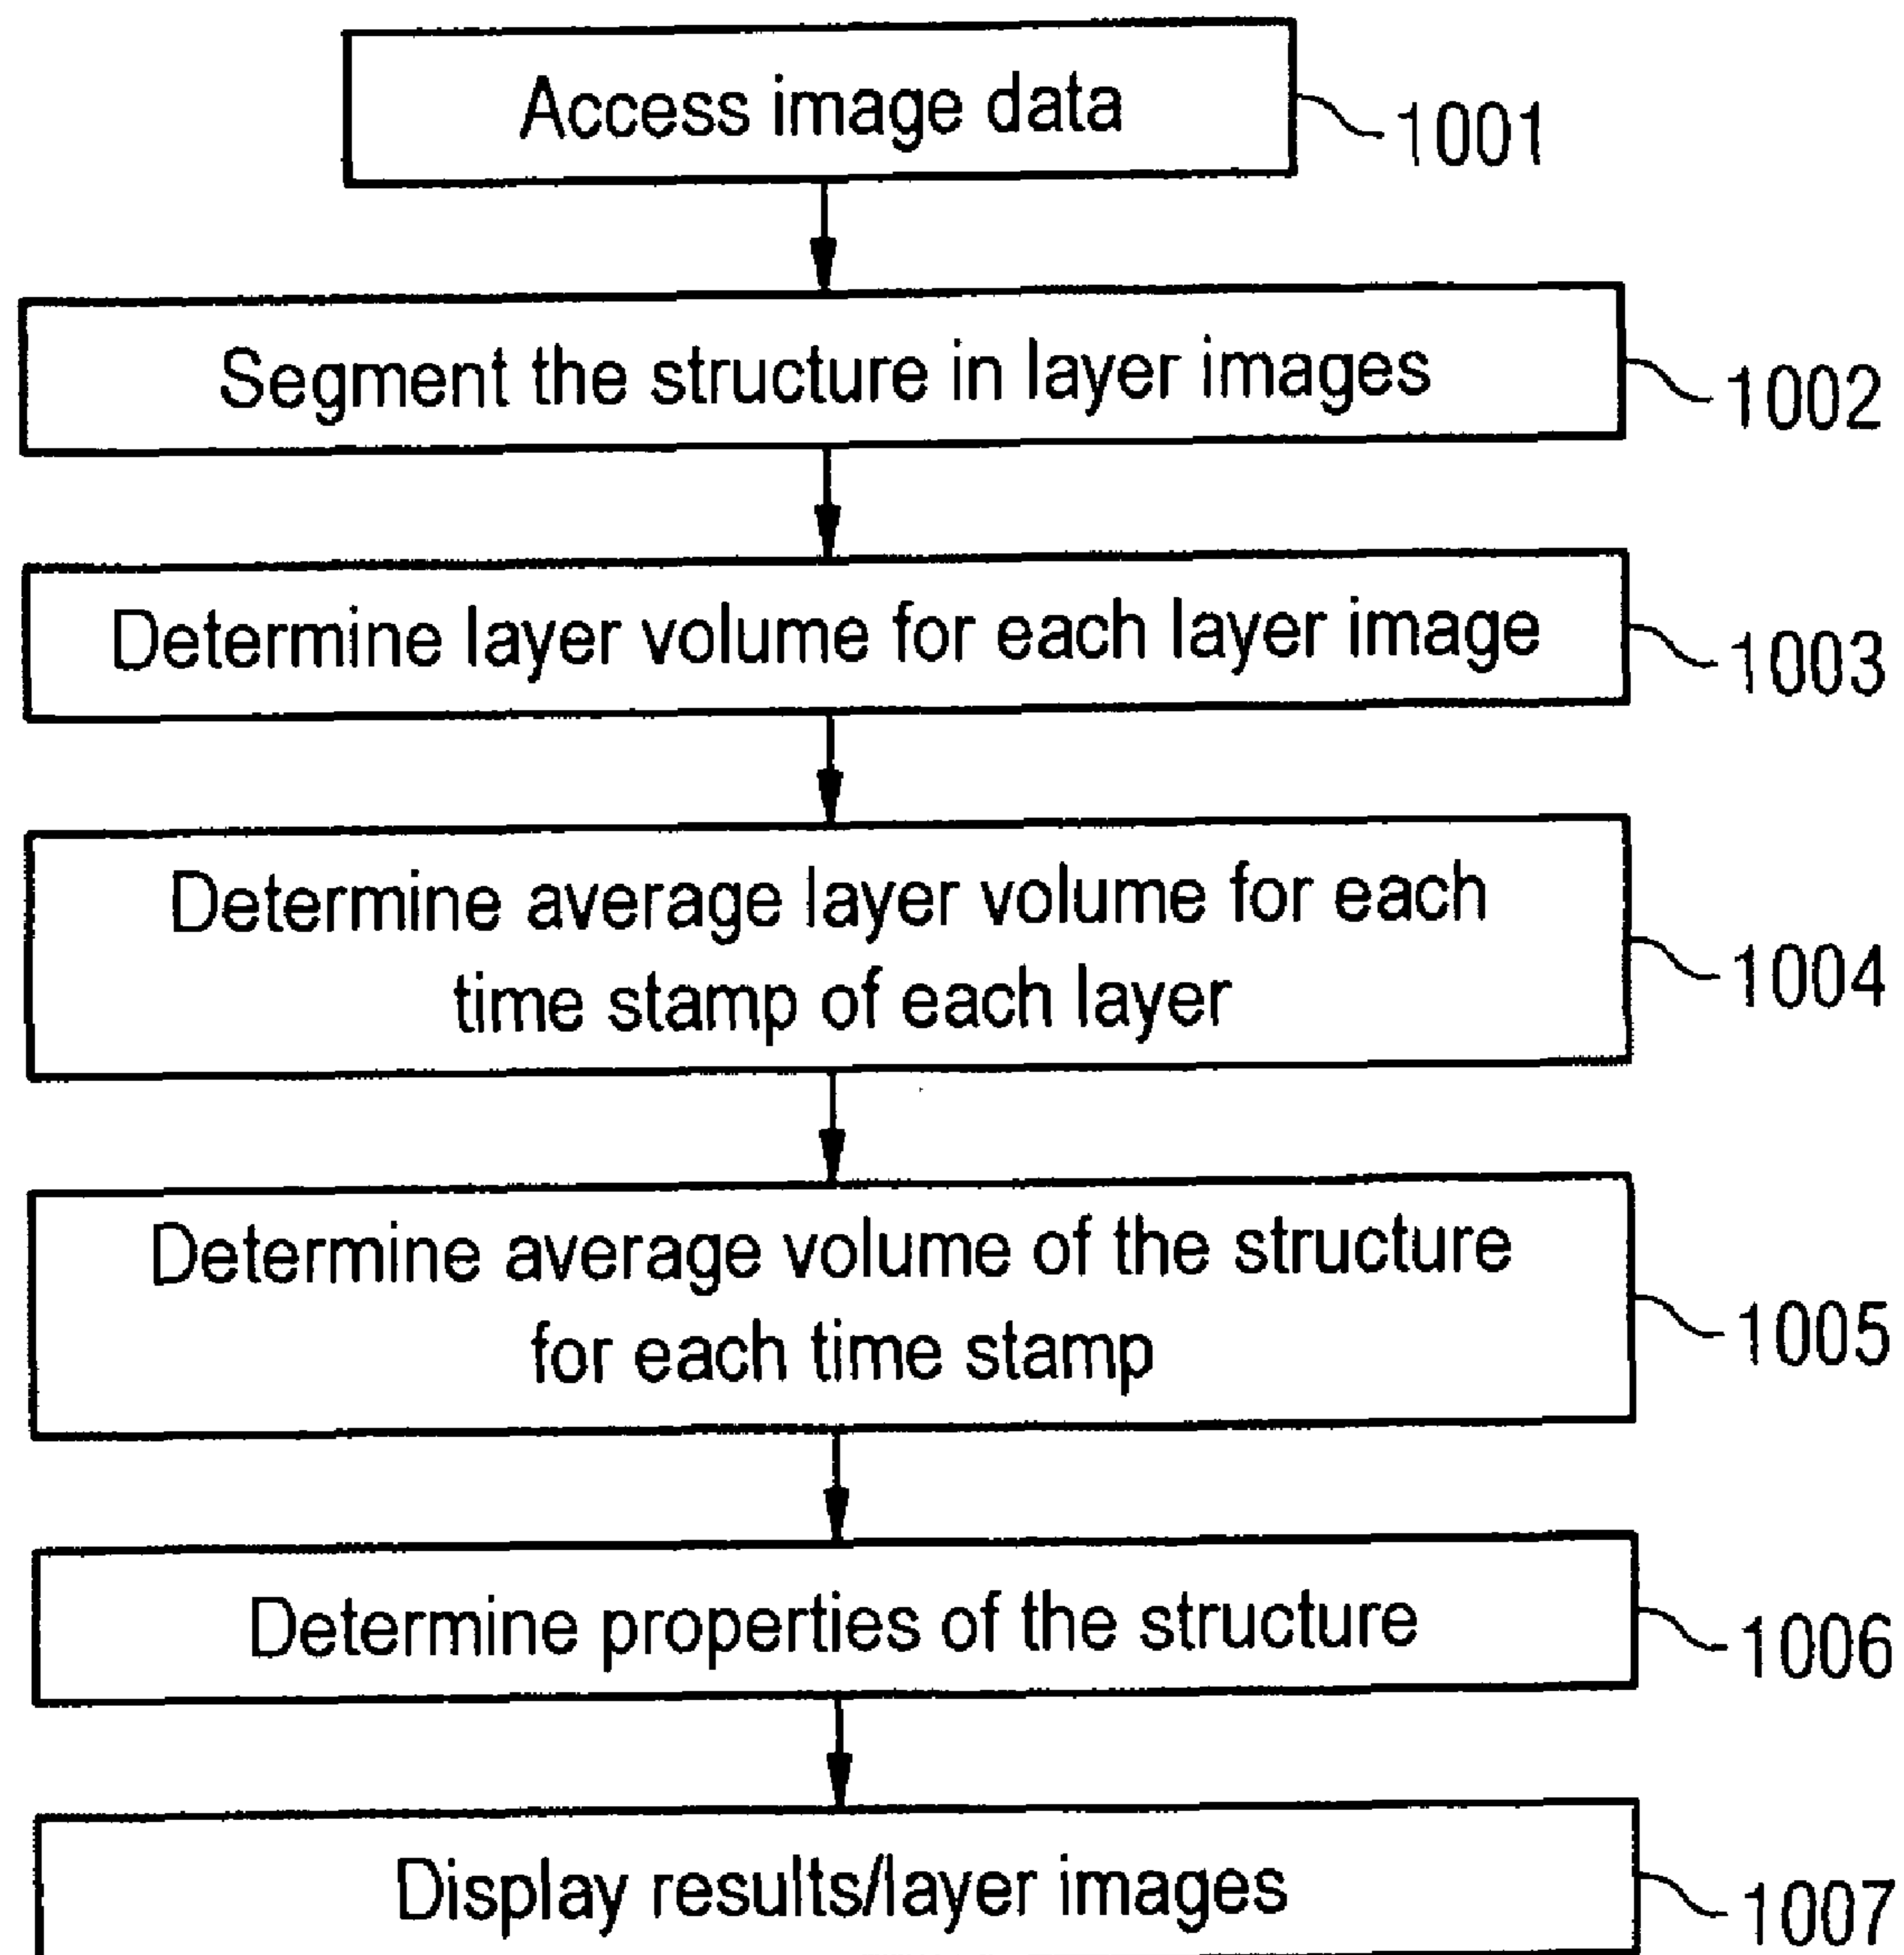 Access image data
1001
Segment the structure in layer images
1002
Determine layer volume for each layer image
1003
Determine average layer volume for each
time stamp of each layer
1004
Determine average volume of the structure
for each time stamp
1005
Determine properties of the structure
1006
Display results/layer images
1007